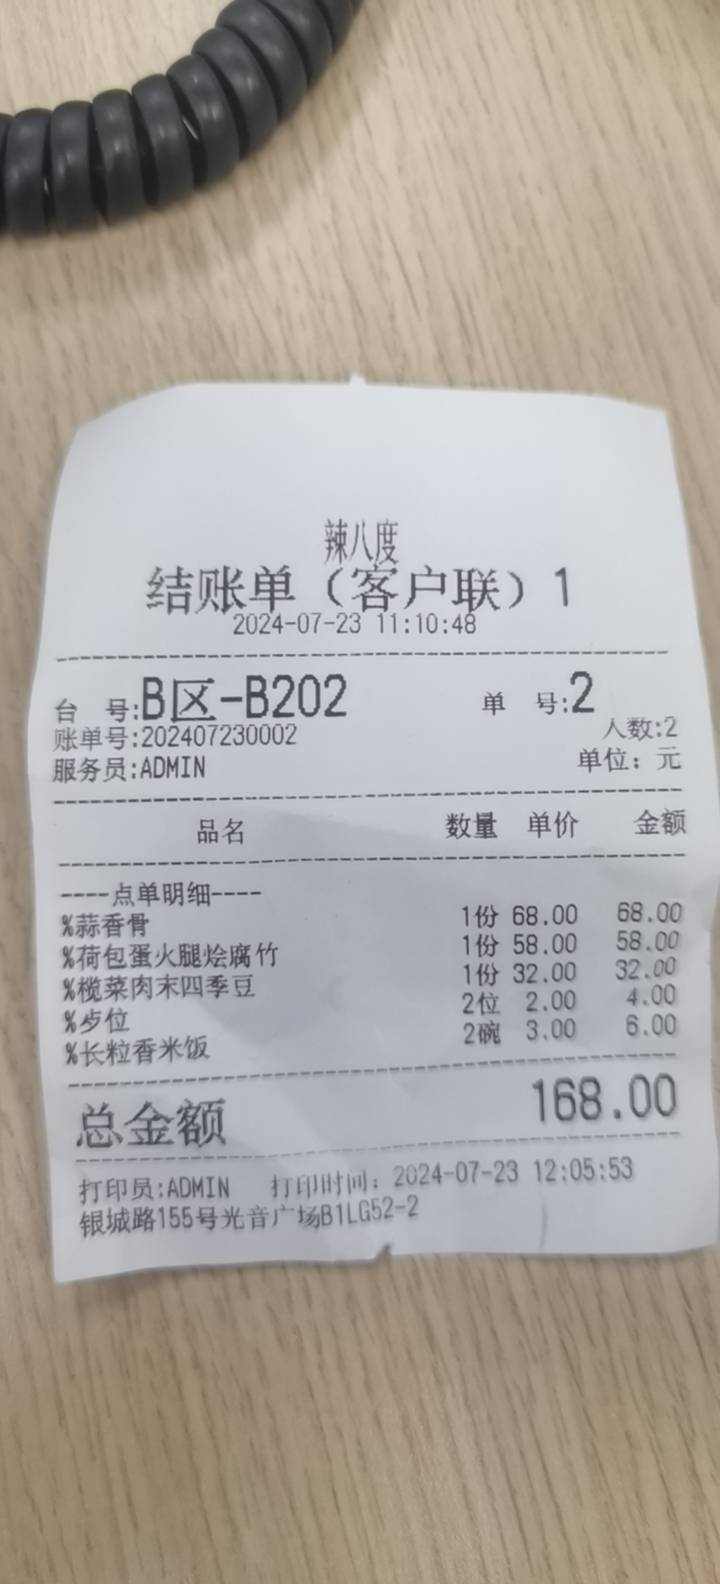 辣八度
结账单（客户联）1
2024-07-23 11:10:48
台 号:B区-B202 单 号:2
账单号:202407230002 人数:2
服务员:ADMIN 单位：元
品名 数量 单价 金额
----点单明细----
%蒜香骨 1份 68.00 68.00
%荷包蛋火腿烩腐竹 1份 58.00 58.00
%榄菜肉末四季豆 1份 32.00 32.00
%歺位 2位 2.00 4.00
%长粒香米饭 2碗 3.00 6.00
总金额 168.00
打印员:ADMIN 打印时间：2024-07-23 12:05:53
银城路155号光音广场B1LG52-2